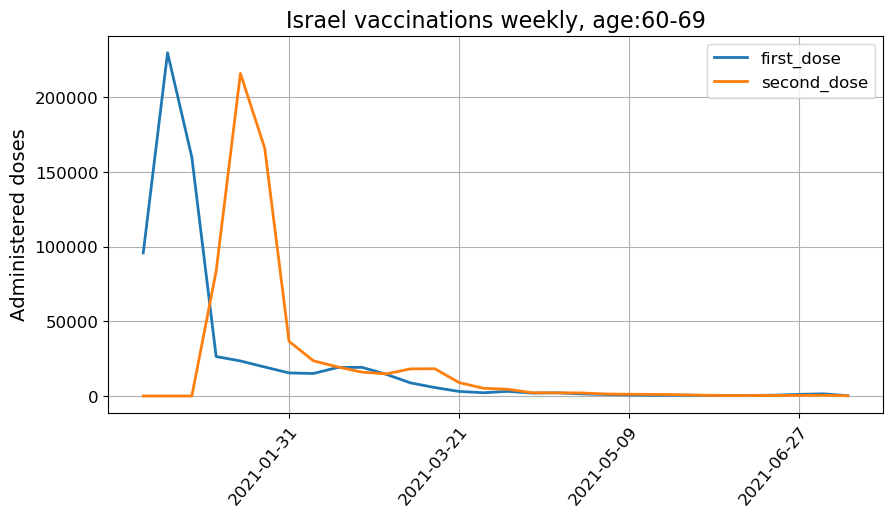 Israel vaccinations weekly, age:60-69
first_dose
second_dose
Administered doses
200000
150000
100000
50000
0
2021-01-31
2021-03-21
2021-05-09
2021-06-27